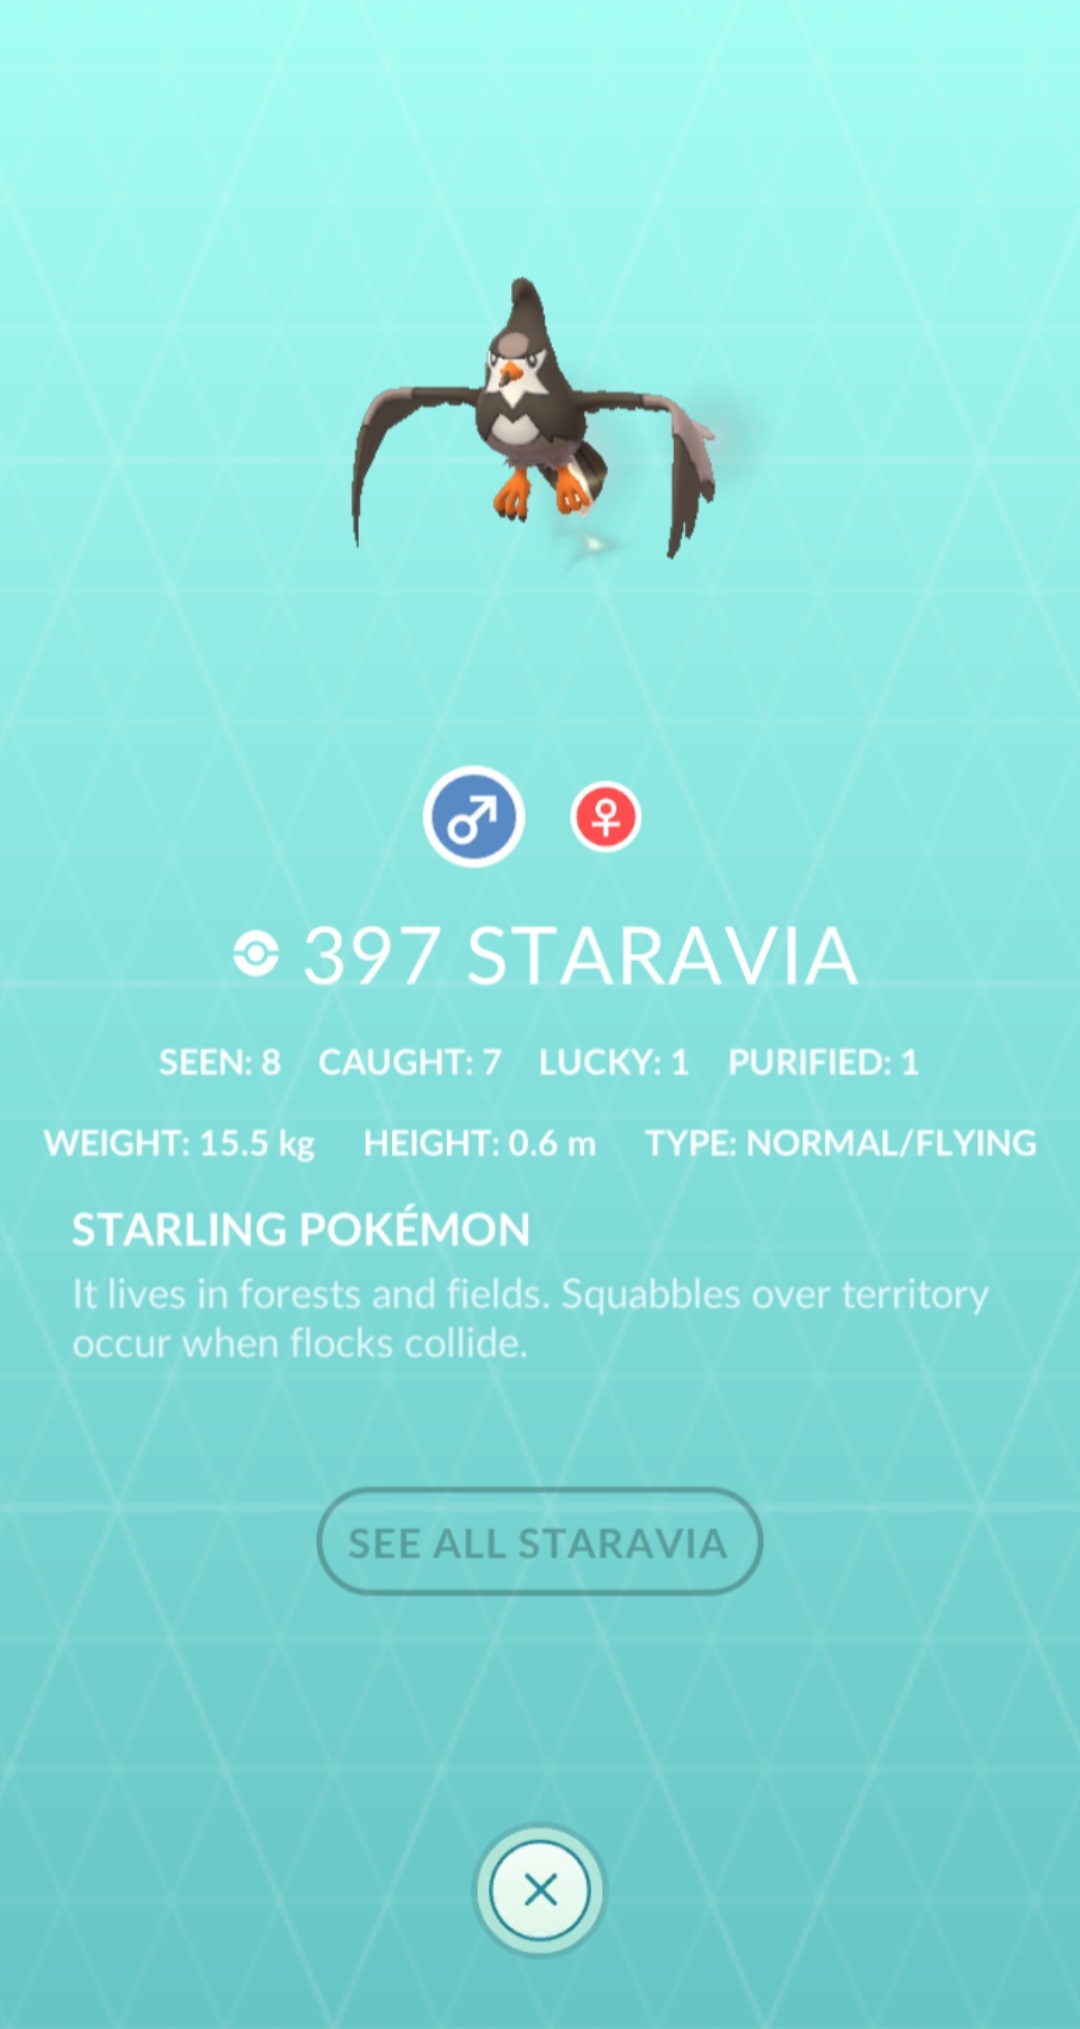 397 STARAVIA
SEEN: 8 CAUGHT: 7 LUCKY: 1 PURIFIED: 1
WEIGHT: 15.5 kg HEIGHT: 0.6 m TYPE: NORMAL/FLYING
STARLING POKÉMON
It lives in forests and fields. Squabbles over territory
occur when flocks collide.
SEE ALL STARAVIA